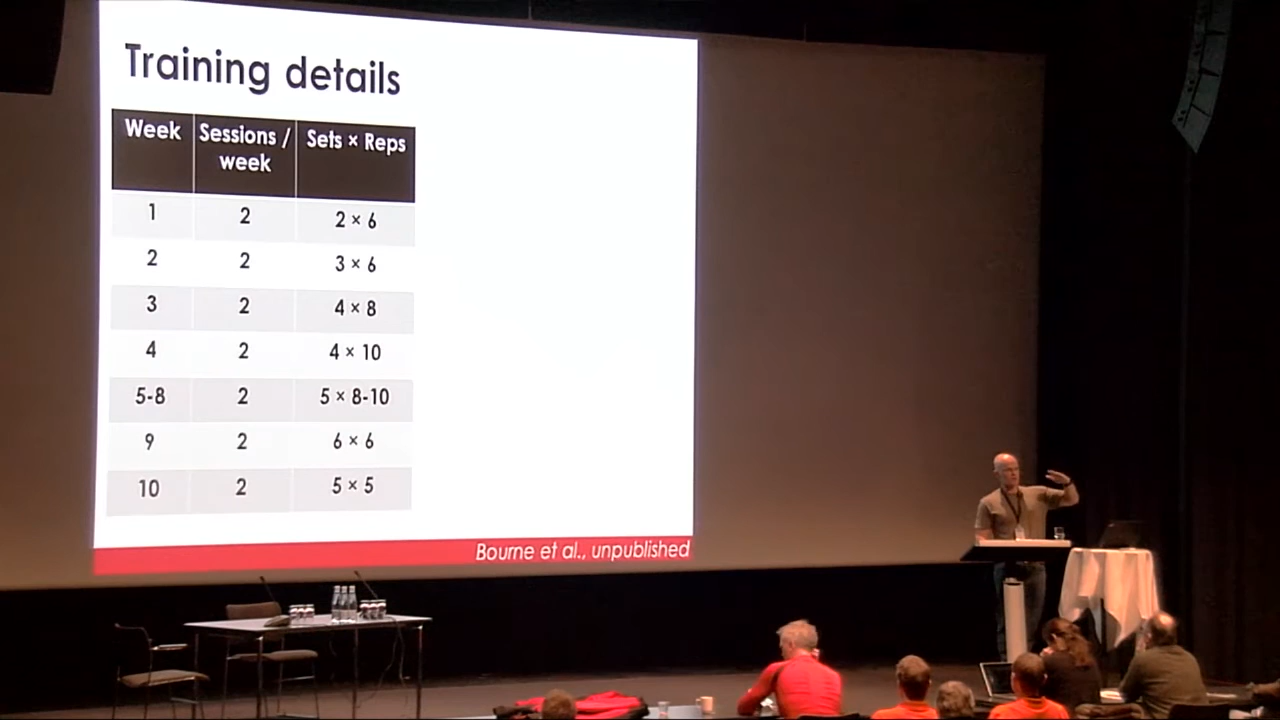 Training details
Week Sessions / week Sets × Reps
1 2 2 × 6
2 2 3 × 6
3 2 4 × 8
4 2 4 × 10
5-8 2 5 × 8-10
9 2 6 × 6
10 2 5 × 5
Bourne et al., unpublished